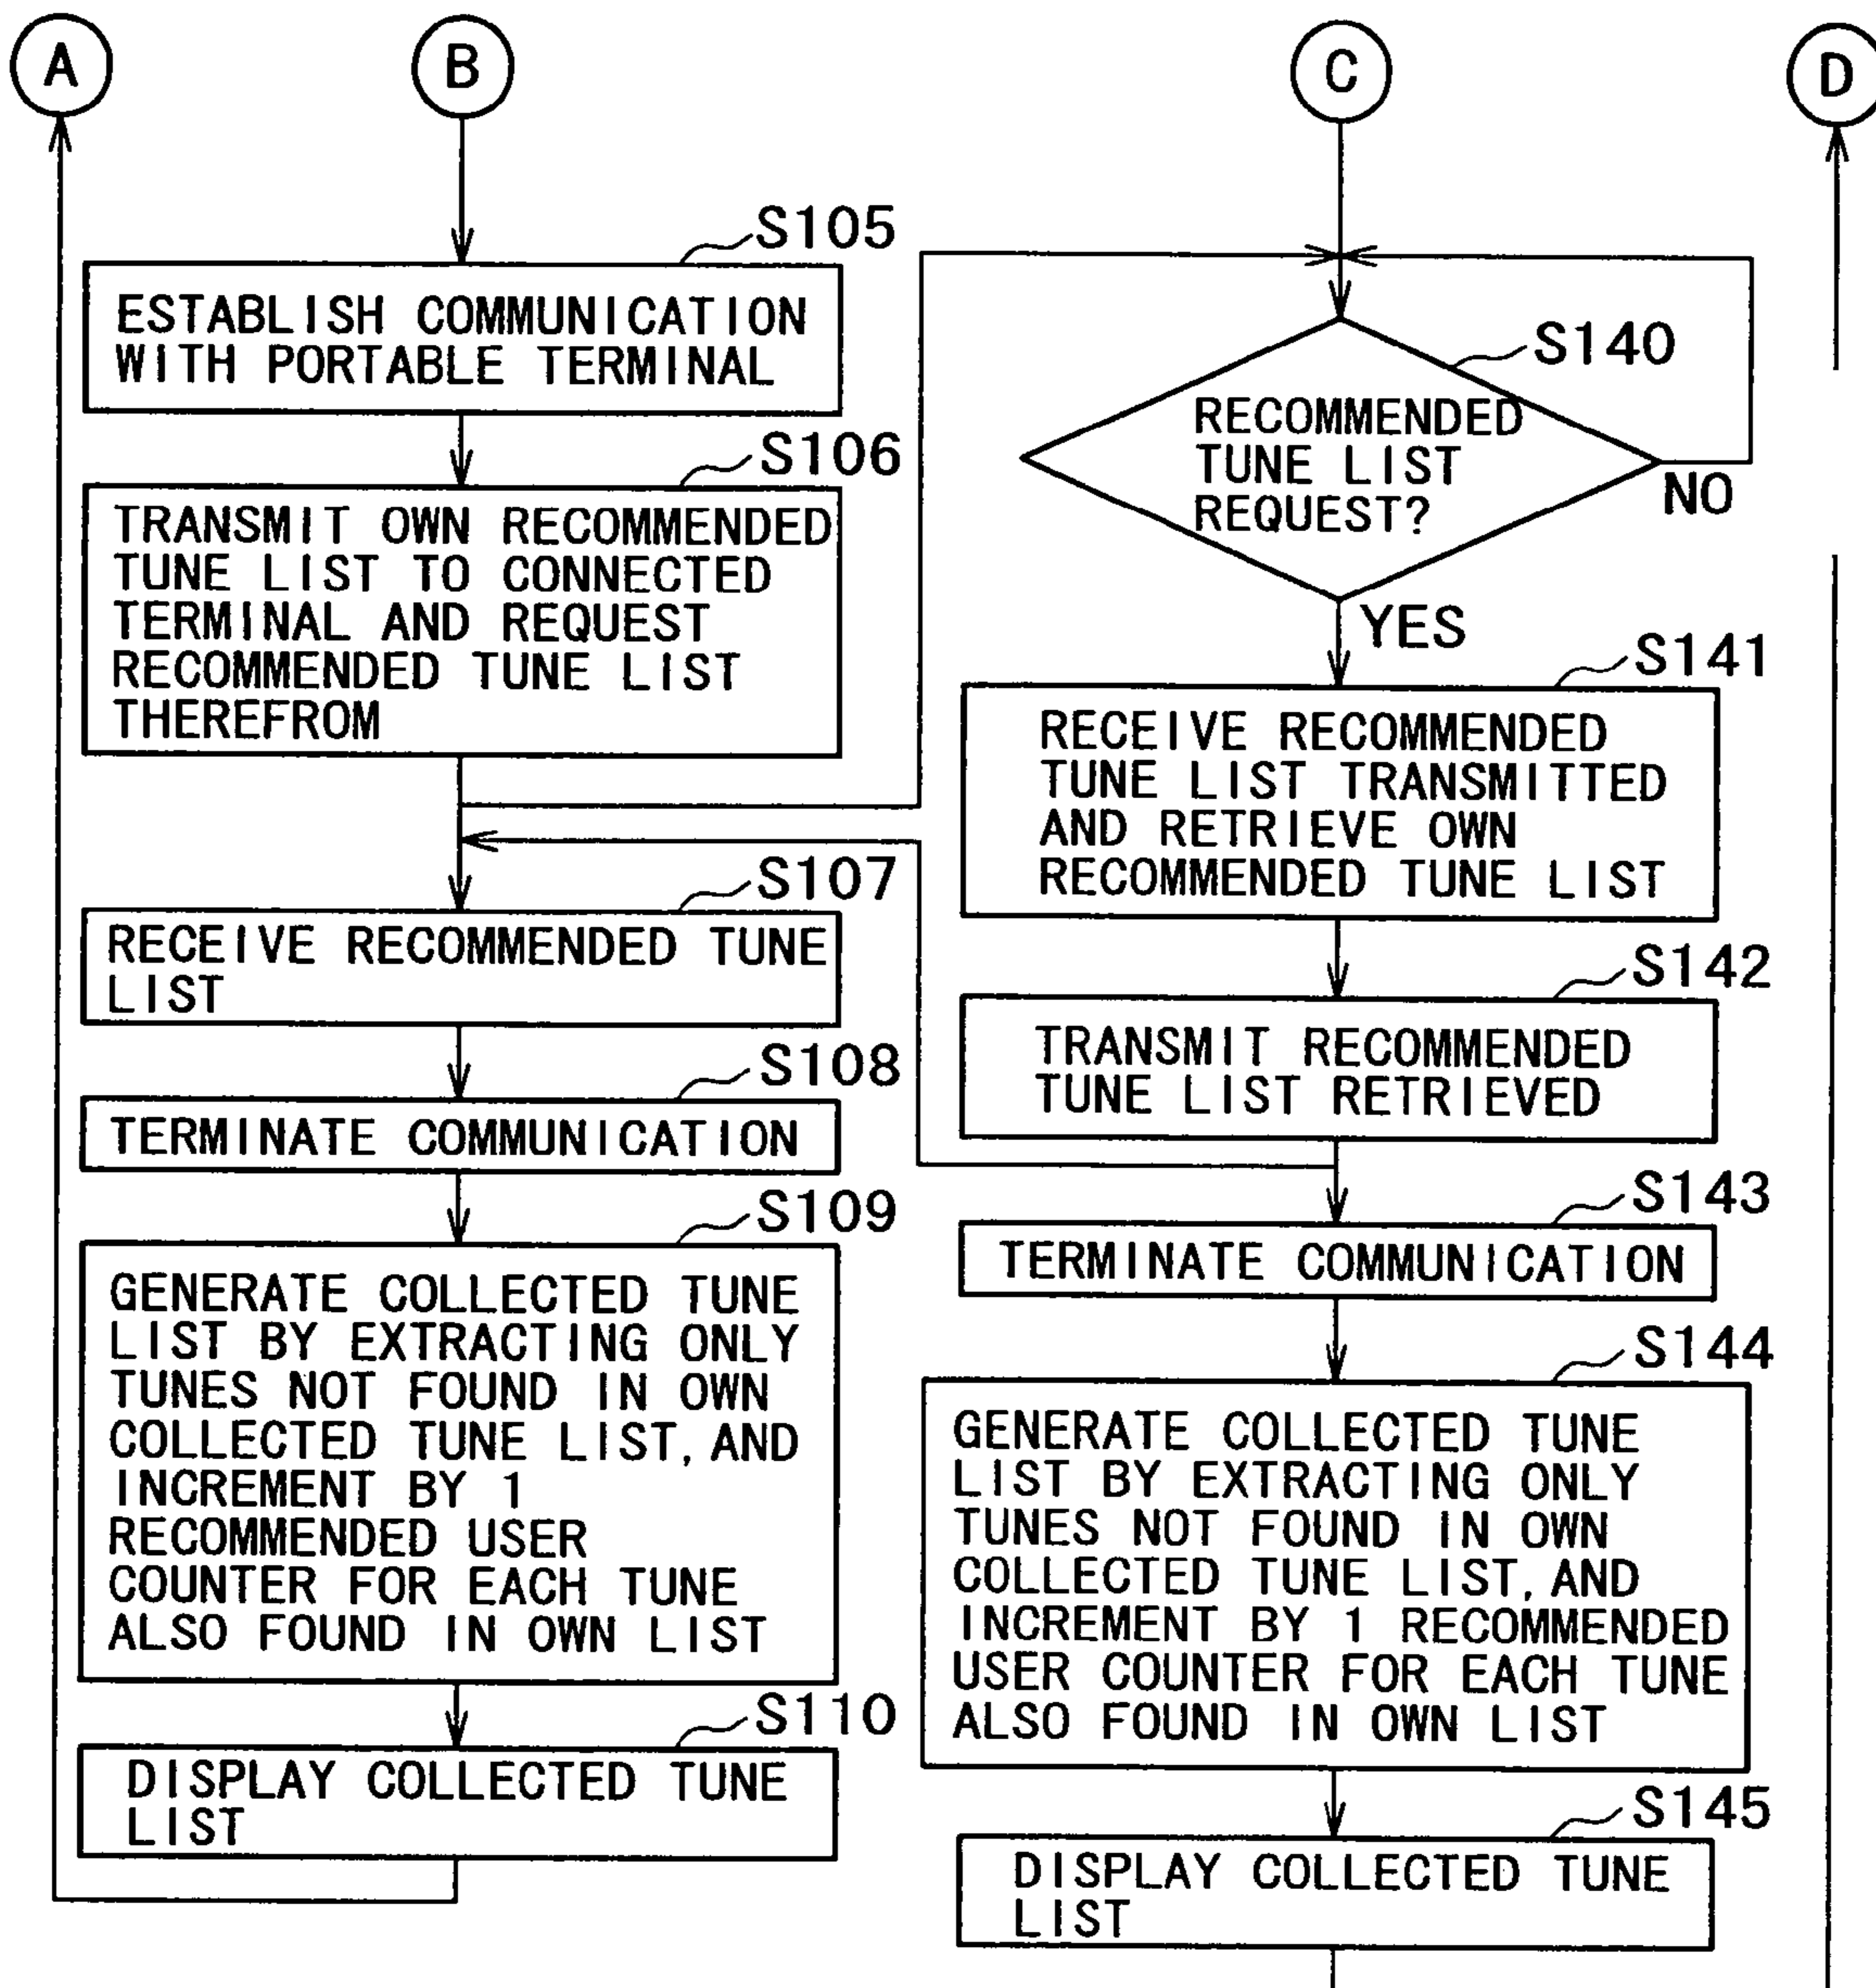 A
B
C
D
S105
ESTABLISH COMMUNICATION
WITH PORTABLE TERMINAL
S106
TRANSMIT OWN RECOMMENDED
TUNE LIST TO CONNECTED
TERMINAL AND REQUEST
RECOMMENDED TUNE LIST
THEREFROM
S107
RECEIVE RECOMMENDED TUNE
LIST
S108
TERMINATE COMMUNICATION
S109
GENERATE COLLECTED TUNE
LIST BY EXTRACTING ONLY
TUNES NOT FOUND IN OWN
COLLECTED TUNE LIST, AND
INCREMENT BY 1
RECOMMENDED USER
COUNTER FOR EACH TUNE
ALSO FOUND IN OWN LIST
S110
DISPLAY COLLECTED TUNE
LIST
S140
RECOMMENDED
TUNE LIST
REQUEST?
NO
YES
S141
RECEIVE RECOMMENDED
TUNE LIST TRANSMITTED
AND RETRIEVE OWN
RECOMMENDED TUNE LIST
S142
TRANSMIT RECOMMENDED
TUNE LIST RETRIEVED
S143
TERMINATE COMMUNICATION
S144
GENERATE COLLECTED TUNE
LIST BY EXTRACTING ONLY
TUNES NOT FOUND IN OWN
COLLECTED TUNE LIST, AND
INCREMENT BY 1 RECOMMENDED
USER COUNTER FOR EACH TUNE
ALSO FOUND IN OWN LIST
S145
DISPLAY COLLECTED TUNE
LIST